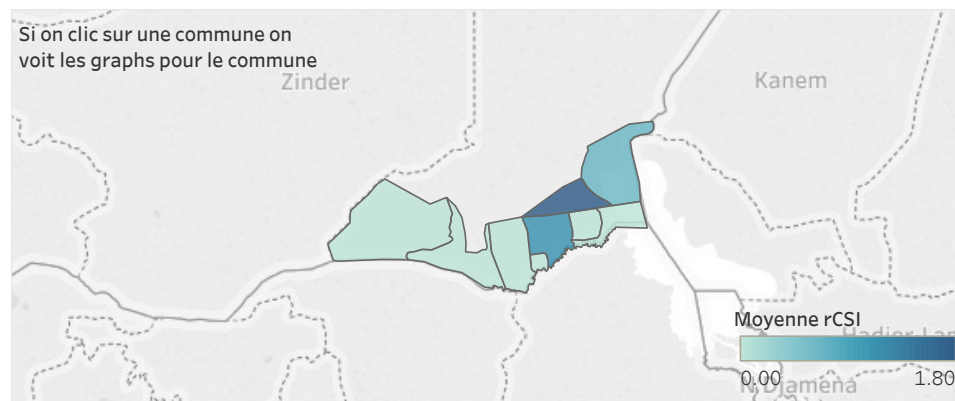 Si on clic sur une commune on
voit les graphs pour le commune
Zinder
Kanem
Moyenne rCSI
0.00
1.80
N'Djamena